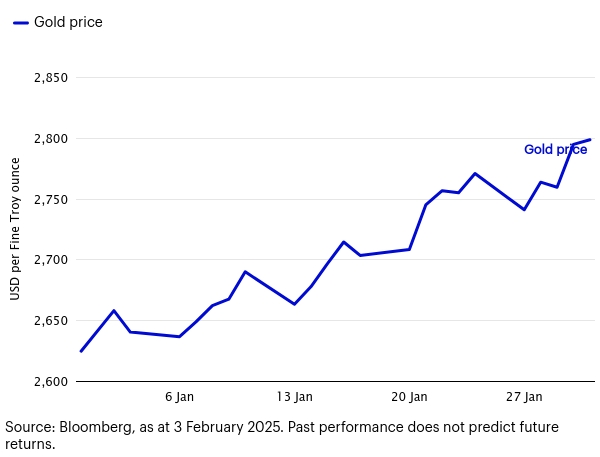 Gold price
2,850
2,800
Gold price
2,750
2,700
2,650
2,600
USD per Fine Troy ounce
6 Jan
13 Jan
20 Jan
27 Jan
Source: Bloomberg, as at 3 February 2025. Past performance does not predict future
returns.